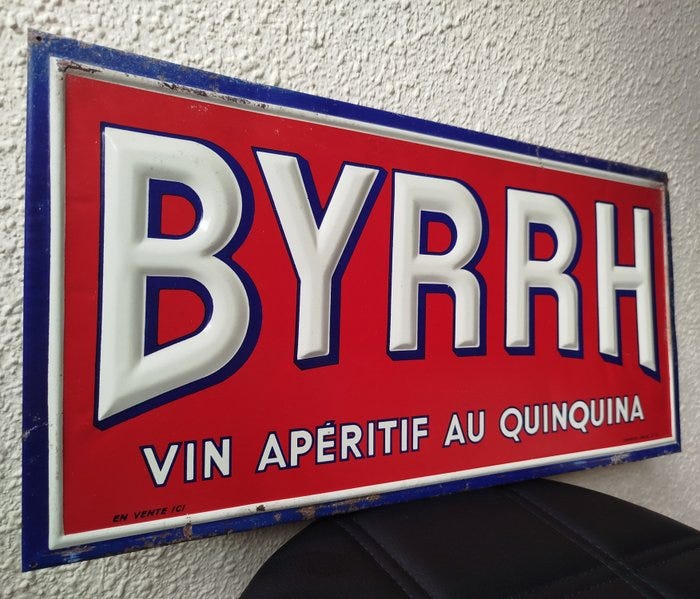 BYRRH
VIN APÉRITIF AU QUINQUINA
EN VENTE ICI